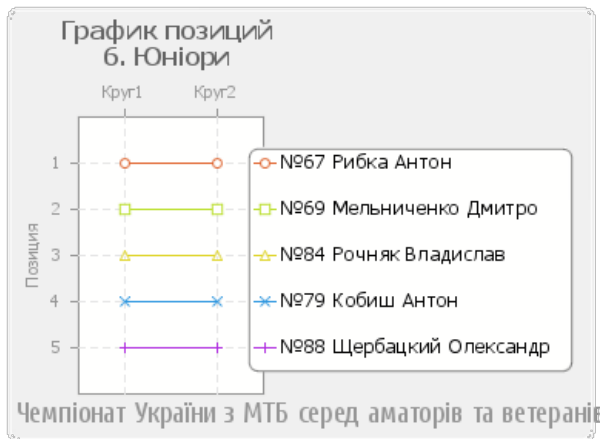 График позиций
6. Юніори
Круг1 Круг2
1 №67 Рибка Антон
2 №69 Мельниченко Дмитро
3 №84 Рочняк Владислав
4 №79 Кобиш Антон
5 №88 Щербацкий Олександр
Позиция
Чемпіонат України з МТБ серед аматорів та ветеранів